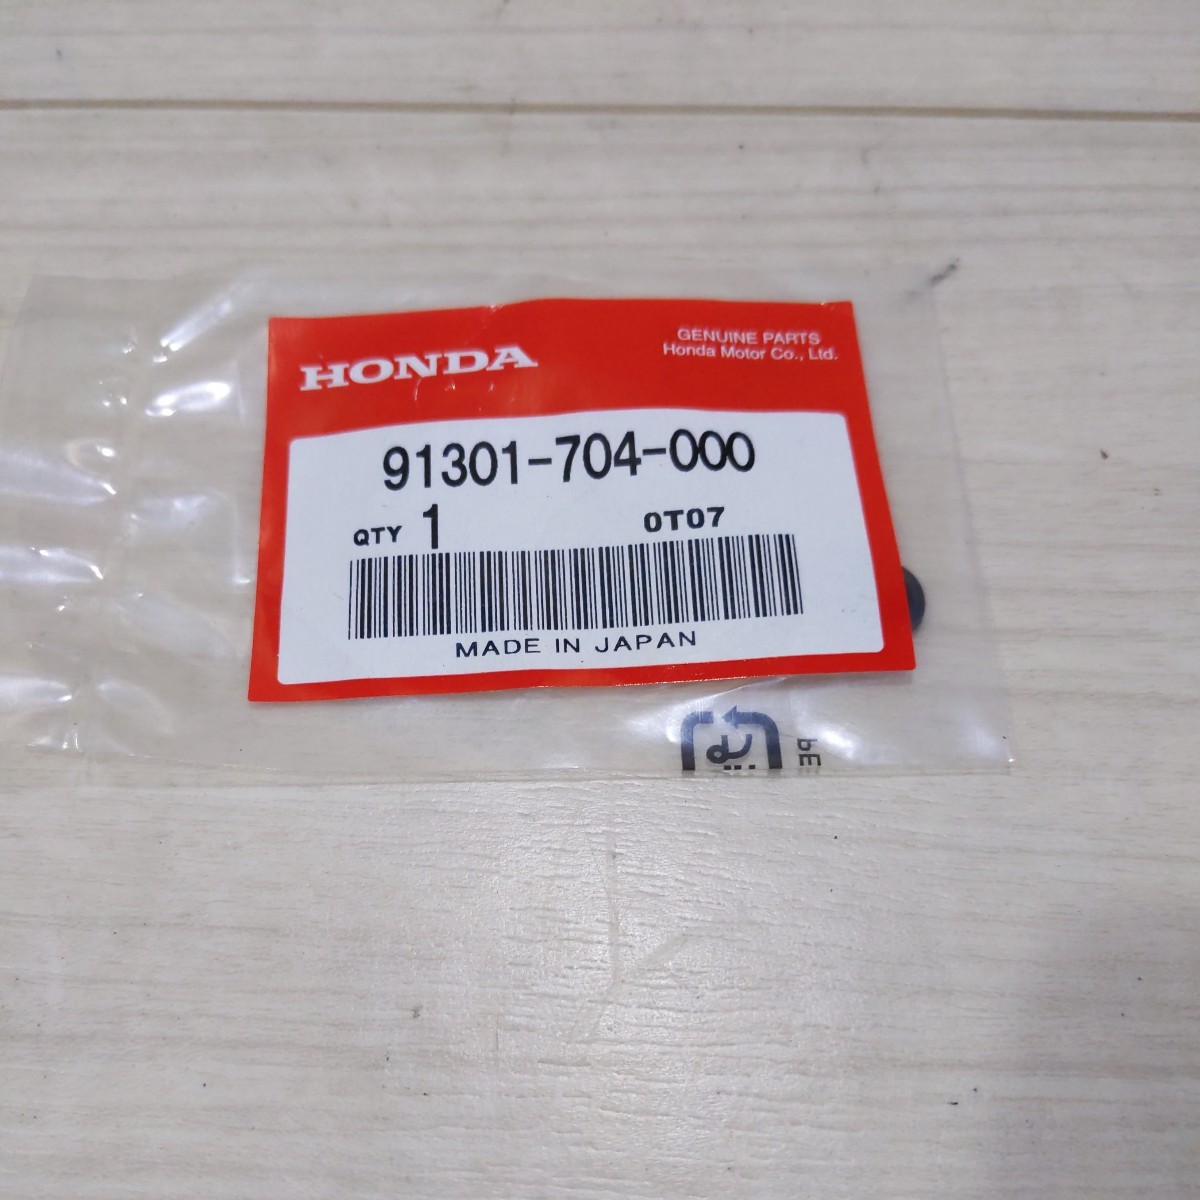 HONDA
GENUINE PARTS
Honda Motor Co., Ltd.
91301-704-000
QTY 1
0T07
MADE IN JAPAN